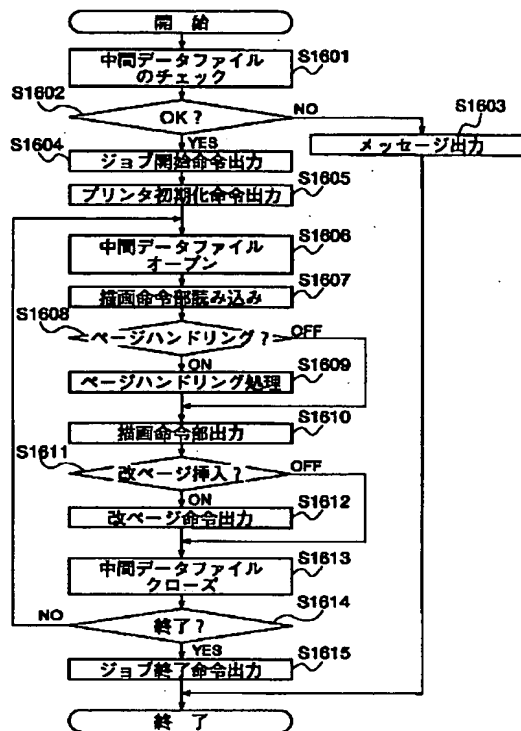 開 始
中間データファイル
のチェック
S1601
S1602
OK ?
NO
S1603
メッセージ出力
YES
S1604
ジョブ開始命令出力
プリンタ初期化命令出力
S1605
中間データファイル
オープン
S1606
描画命令部読み込み
S1607
S1608
ページハンドリング ?
OFF
ON
ページハンドリング処理
S1609
描画命令部出力
S1610
S1611
改ページ挿入 ?
OFF
ON
改ページ命令出力
S1612
中間データファイル
クローズ
S1613
NO
終了 ?
S1614
YES
ジョブ終了命令出力
S1615
終 了